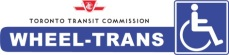 TORONTO TRANSIT COMMISSION
WHEEL-TRANS